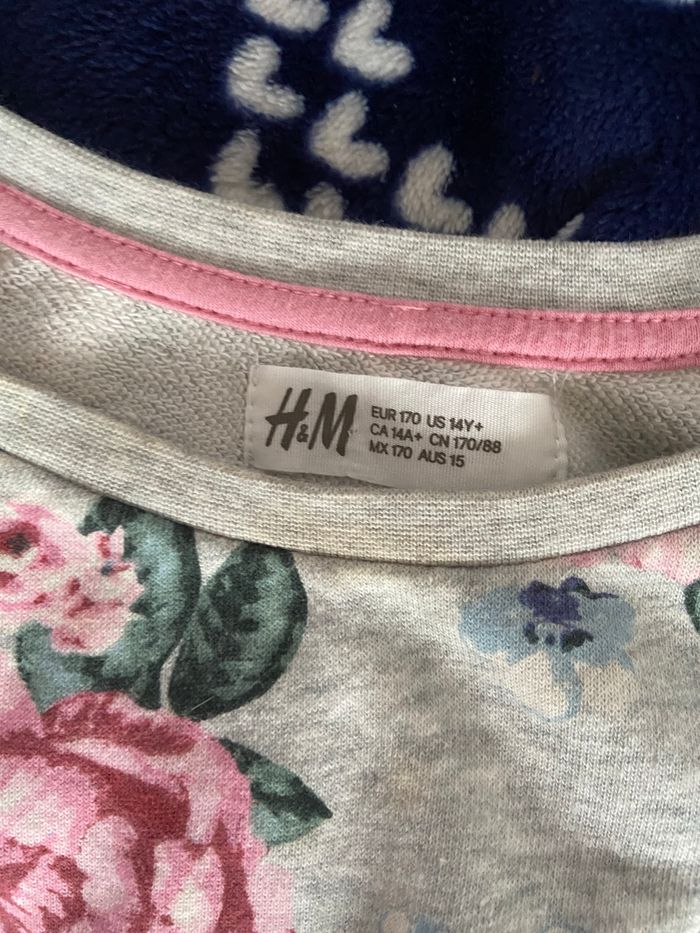 H&M
EUR 170 US 14Y+
CA 14A+ CN 170/88
MX 170 AUS 15